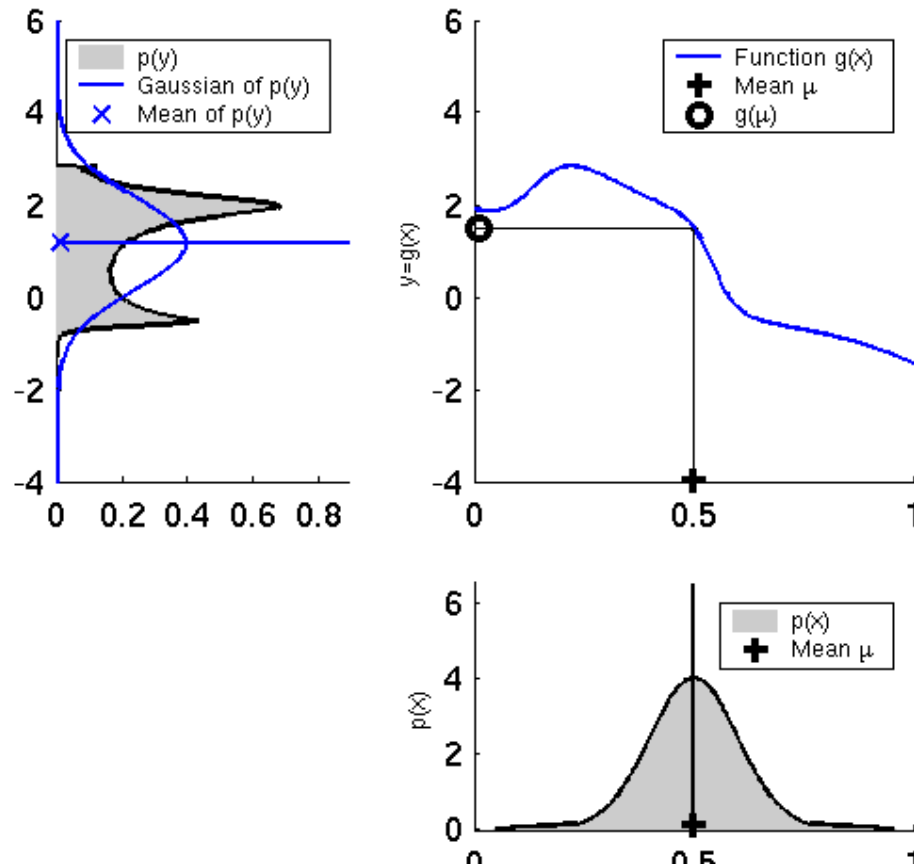 6
4
2
0
-2
-4
0 0.2 0.4 0.6 0.8
p(y)
Gaussian of p(y)
Mean of p(y)
6
4
2
0
-2
-4
y=g(x)
0 0.5 1
Function g(x)
Mean μ
g(μ)
6
4
2
0
p(x)
0 0.5 1
p(x)
Mean μ